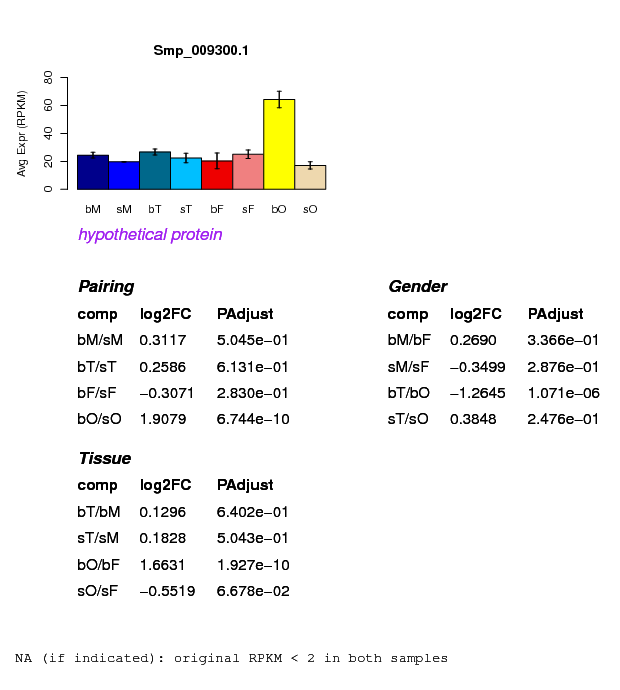 Smp_009300.1
Avg Expr (RPKM)
0 20 40 60 80
bM sM bT sT bF sF bO sO
hypothetical protein
Pairing
comp log2FC PAdjust
bM/sM 0.3117 5.045e−01
bT/sT 0.2586 6.131e−01
bF/sF −0.3071 2.830e−01
bO/sO 1.9079 6.744e−10
Gender
comp log2FC PAdjust
bM/bF 0.2690 3.366e−01
sM/sF −0.3499 2.876e−01
bT/bO −1.2645 1.071e−06
sT/sO 0.3848 2.476e−01
Tissue
comp log2FC PAdjust
bT/bM 0.1296 6.402e−01
sT/sM 0.1828 5.043e−01
bO/bF 1.6631 1.927e−10
sO/sF −0.5519 6.678e−02
NA (if indicated): original RPKM < 2 in both samples